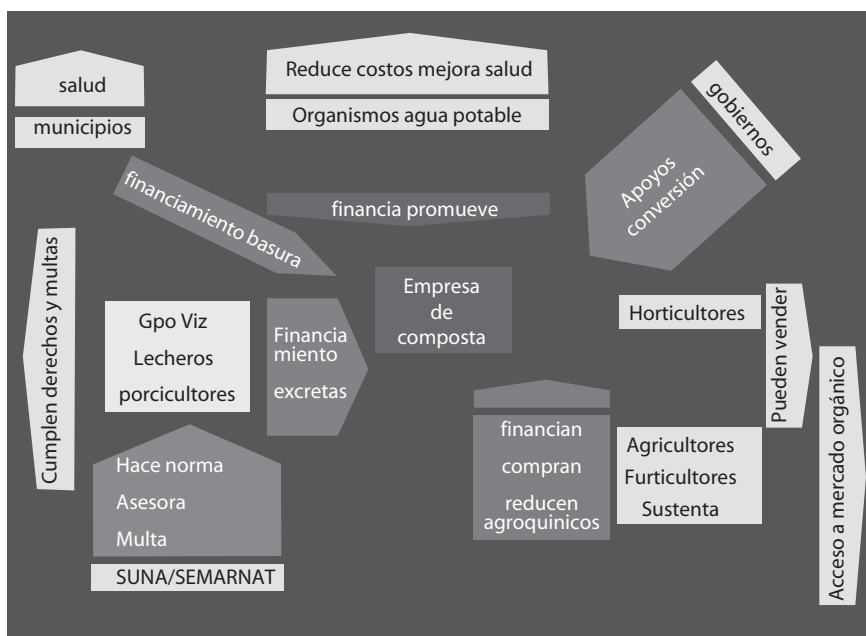 salud
municipios
Reduce costos mejora salud
Organismos agua potable
gobiernos
Apoyos
conversión
financiamiento basura
financia promueve
Cumplen derechos y multas
Gpo Viz
Lecheros
porcicultores
Financia
miento
excretas
Empresa
de
composta
Horticultores
Pueden vender
Acceso a mercado orgánico
Hace norma
Asesora
Multa
SUNA/SEMARNAT
financian
compran
reducen
agroquinicos
Agricultores
Furticultores
Sustenta